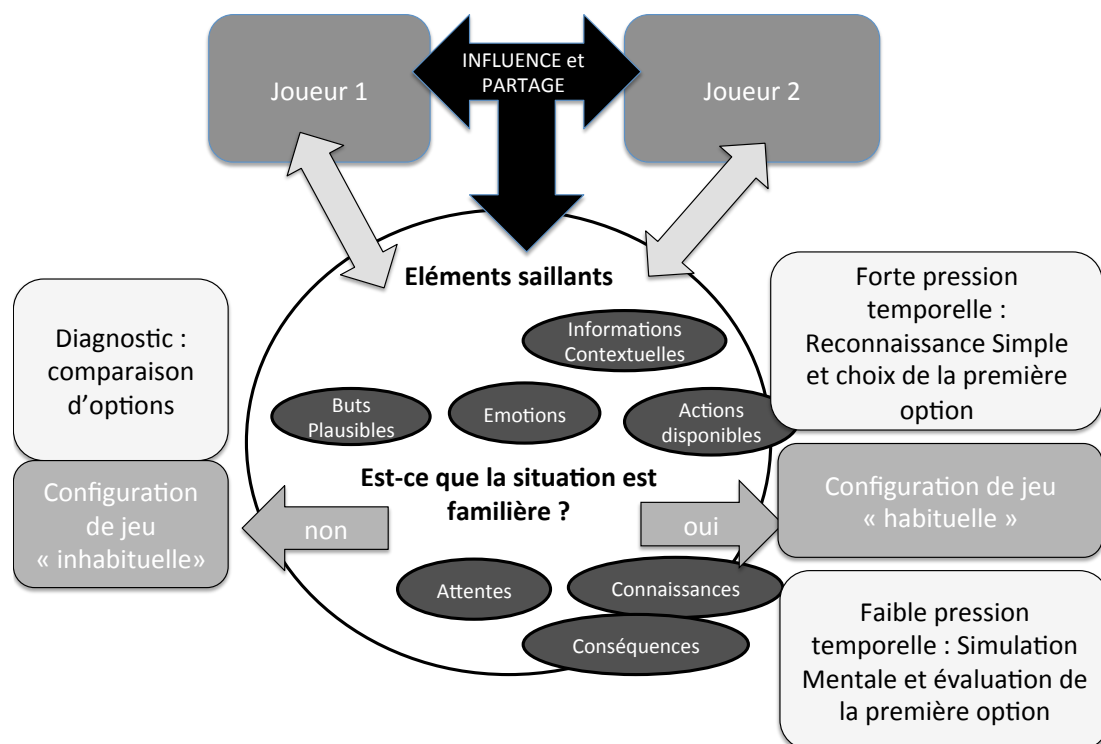 Joueur 1
INFLUENCE et
PARTAGE
Joueur 2
Eléments saillants
Informations
Contextuelles
Buts
Plausibles
Emotions
Actions
disponibles
Est-ce que la situation est
familière ?
non
oui
Attentes
Connaissances
Conséquences
Diagnostic :
comparaison
d’options
Configuration
de jeu
« inhabituelle»
Forte pression
temporelle :
Reconnaissance Simple
et choix de la première
option
Configuration de jeu
« habituelle »
Faible pression
temporelle : Simulation
Mentale et évaluation de
la première option